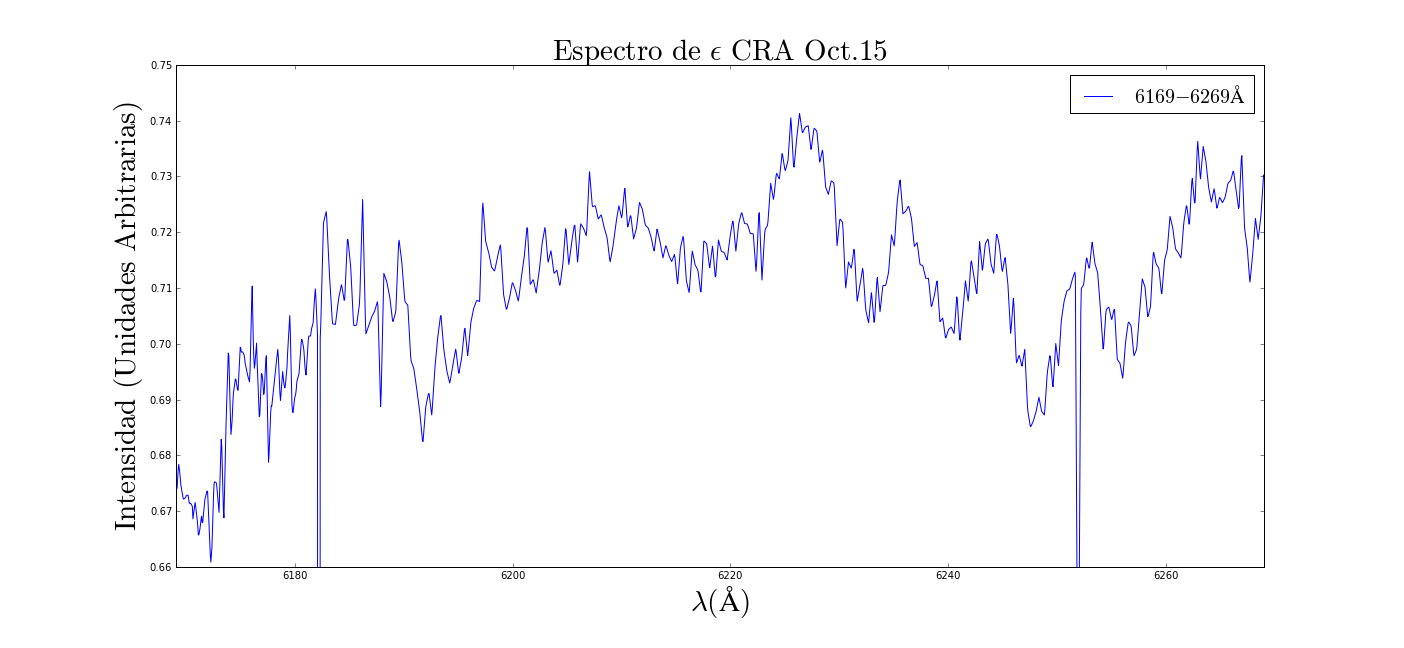 Espectro de ϵ CRA Oct.15
6169−6269Å
Intensidad (Unidades Arbitrarias)
0.75
0.74
0.73
0.72
0.71
0.70
0.69
0.68
0.67
0.66
6180 6200 6220 6240 6260
λ(Å)